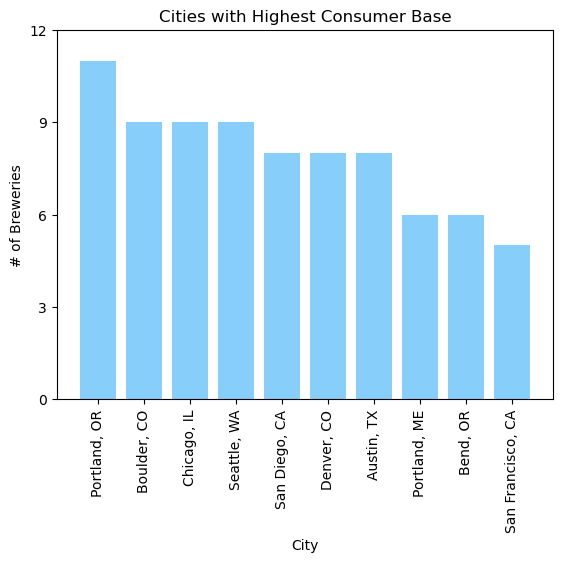 Cities with Highest Consumer Base
# of Breweries
12
9
6
3
0
Portland, OR
Boulder, CO
Chicago, IL
Seattle, WA
San Diego, CA
Denver, CO
Austin, TX
Portland, ME
Bend, OR
San Francisco, CA
City